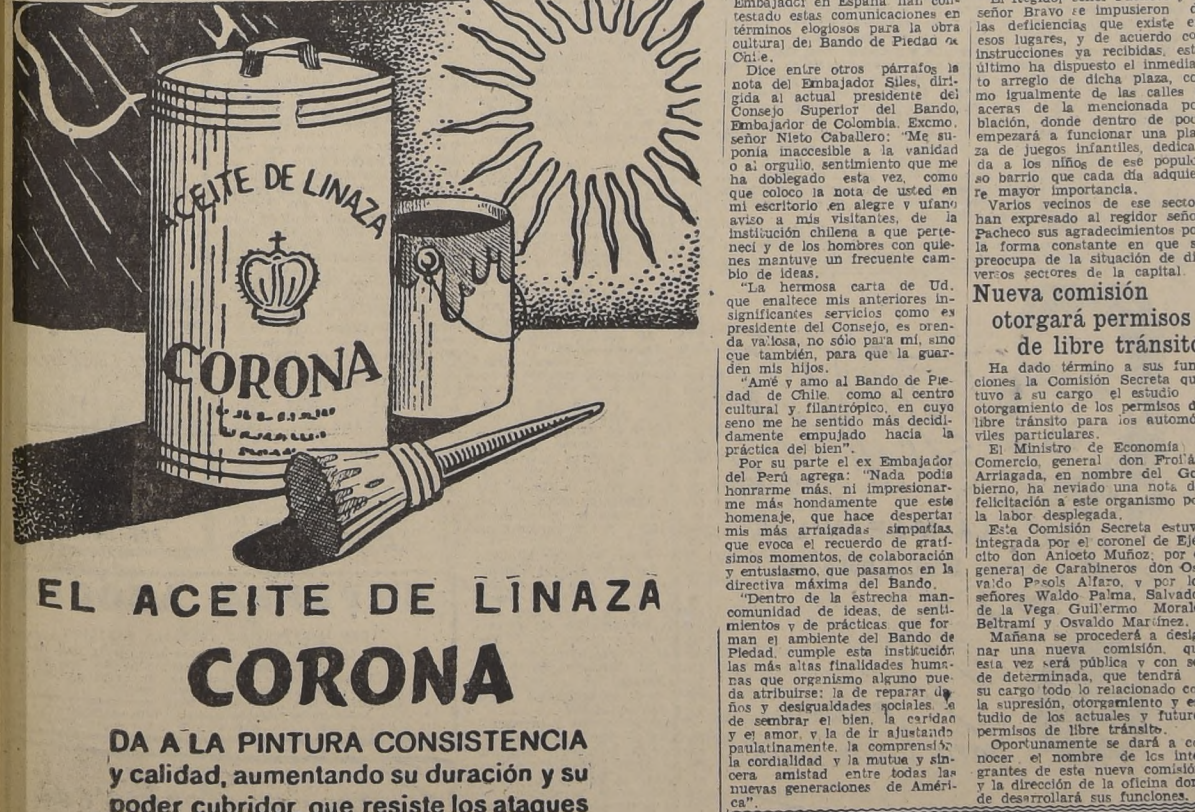 ACEITE DE LINAZA
CORONA
EL ACEITE DE LINAZA
CORONA
DA A LA PINTURA CONSISTENCIA
y calidad, aumentando su duración y su
poder cubridor, que resiste los ataques
Embajador en España han con-
testado estas comunicaciones en
términos elogiosos para la obra
cultural del Bando de Piedad de
Chile.
Dice entre otros párrafos la
nota del Embajador Siles, diri-
gida al actual presidente del
Consejo Superior del Bando,
Embajador de Colombia. Excmo.
señor Nieto Caballero: "Me su-
ponía inaccesible a la vanidad
o al orgullo, sentimiento que me
ha doblegado esta vez, como
que coloco la nota de usted en
mi escritorio en alegre y ufano
aviso a mis visitantes, de la
institución chilena a que perte-
necí y de los hombres con quie-
nes mantuve un frecuente cam-
bio de ideas.
"La hermosa carta de Ud.
que enaltece mis anteriores in-
significantes servicios como ex
presidente del Consejo, es pren-
da valiosa, no sólo para mí, sino
que también, para que la guar-
den mis hijos.
"Amé y amo al Bando de Pie-
dad de Chile. como al centro
cultural y filantrópico, en cuyo
seno me he sentido más decidi-
damente empujado hacia la
práctica del bien".
Por su parte el ex Embajador
del Perú agrega: "Nada podía
honrarme más, ni impresionar-
me más hondamente que este
homenaje, que hace despertar
mis más arraigadas simpatías,
que evoca el recuerdo de gratí-
simos momentos, de colaboración
y entusiasmo, que pasamos en la
directiva máxima del Bando.
"Dentro de la estrecha man-
comunidad de ideas, de senti-
mientos y de prácticas que for-
man el ambiente del Bando de
Piedad, cumple esta institución
las más altas finalidades huma-
nas que organismo alguno pue-
da atribuirse: la de reparar da-
ños y desigualdades sociales, la
de sembrar el bien, la caridad
y el amor, y la de ir ajustando
paulatinamente, la comprensión
la cordialidad y la mutua y sin-
cera amistad entre todas las
nuevas generaciones de Améri-
ca".
señor Bravo se impusieron
las deficiencias que existe
esos lugares, y de acuerdo
instrucciones ya recibidas,
último ha dispuesto el inmedia-
to arreglo de dicha plaza,
mo igualmente de las calles
aceras de la mencionada
blación, donde dentro de
empezará a funcionar una
za de juegos infantiles, dedica-
da a los niños de ese
so barrio que cada día adquie-
re mayor importancia.
Varios vecinos de ese
han expresado al regidor
Pacheco sus agradecimientos
la forma constante en que
preocupa de la situación de
versos sectores de la capital.
Nueva comisión
otorgará permisos
de libre tránsito
Ha dado término a sus
ciones la Comisión Secreta
tuvo a su cargo el estudio
otorgamiento de los permisos
libre tránsito para los
viles particulares.
El Ministro de Economía
Comercio, general don
Arriagada, en nombre del
bierno, ha neviado una nota
felicitación a este organismo
la labor desplegada.
Esta Comisión Secreta
integrada por el coronel de
cito don Aniceto Muñoz; por
general de Carabineros don
valdo Pasols Alfaro, y por
señores Waldo Palma,
de la Vega Guillermo
Beltramí y Osvaldo Martínez.
Mañana se procederá a
nar una nueva comisión,
esta vez será pública y con
de determinada, que tendrá
su cargo todo lo relacionado
la supresión, otorgamiento y
tudio de los actuales y
permisos de libre tránsito.
Oportunamente se dará a
nocer el nombre de los
grantes de esta nueva
y la dirección de la oficina
de desarrollará sus funciones.